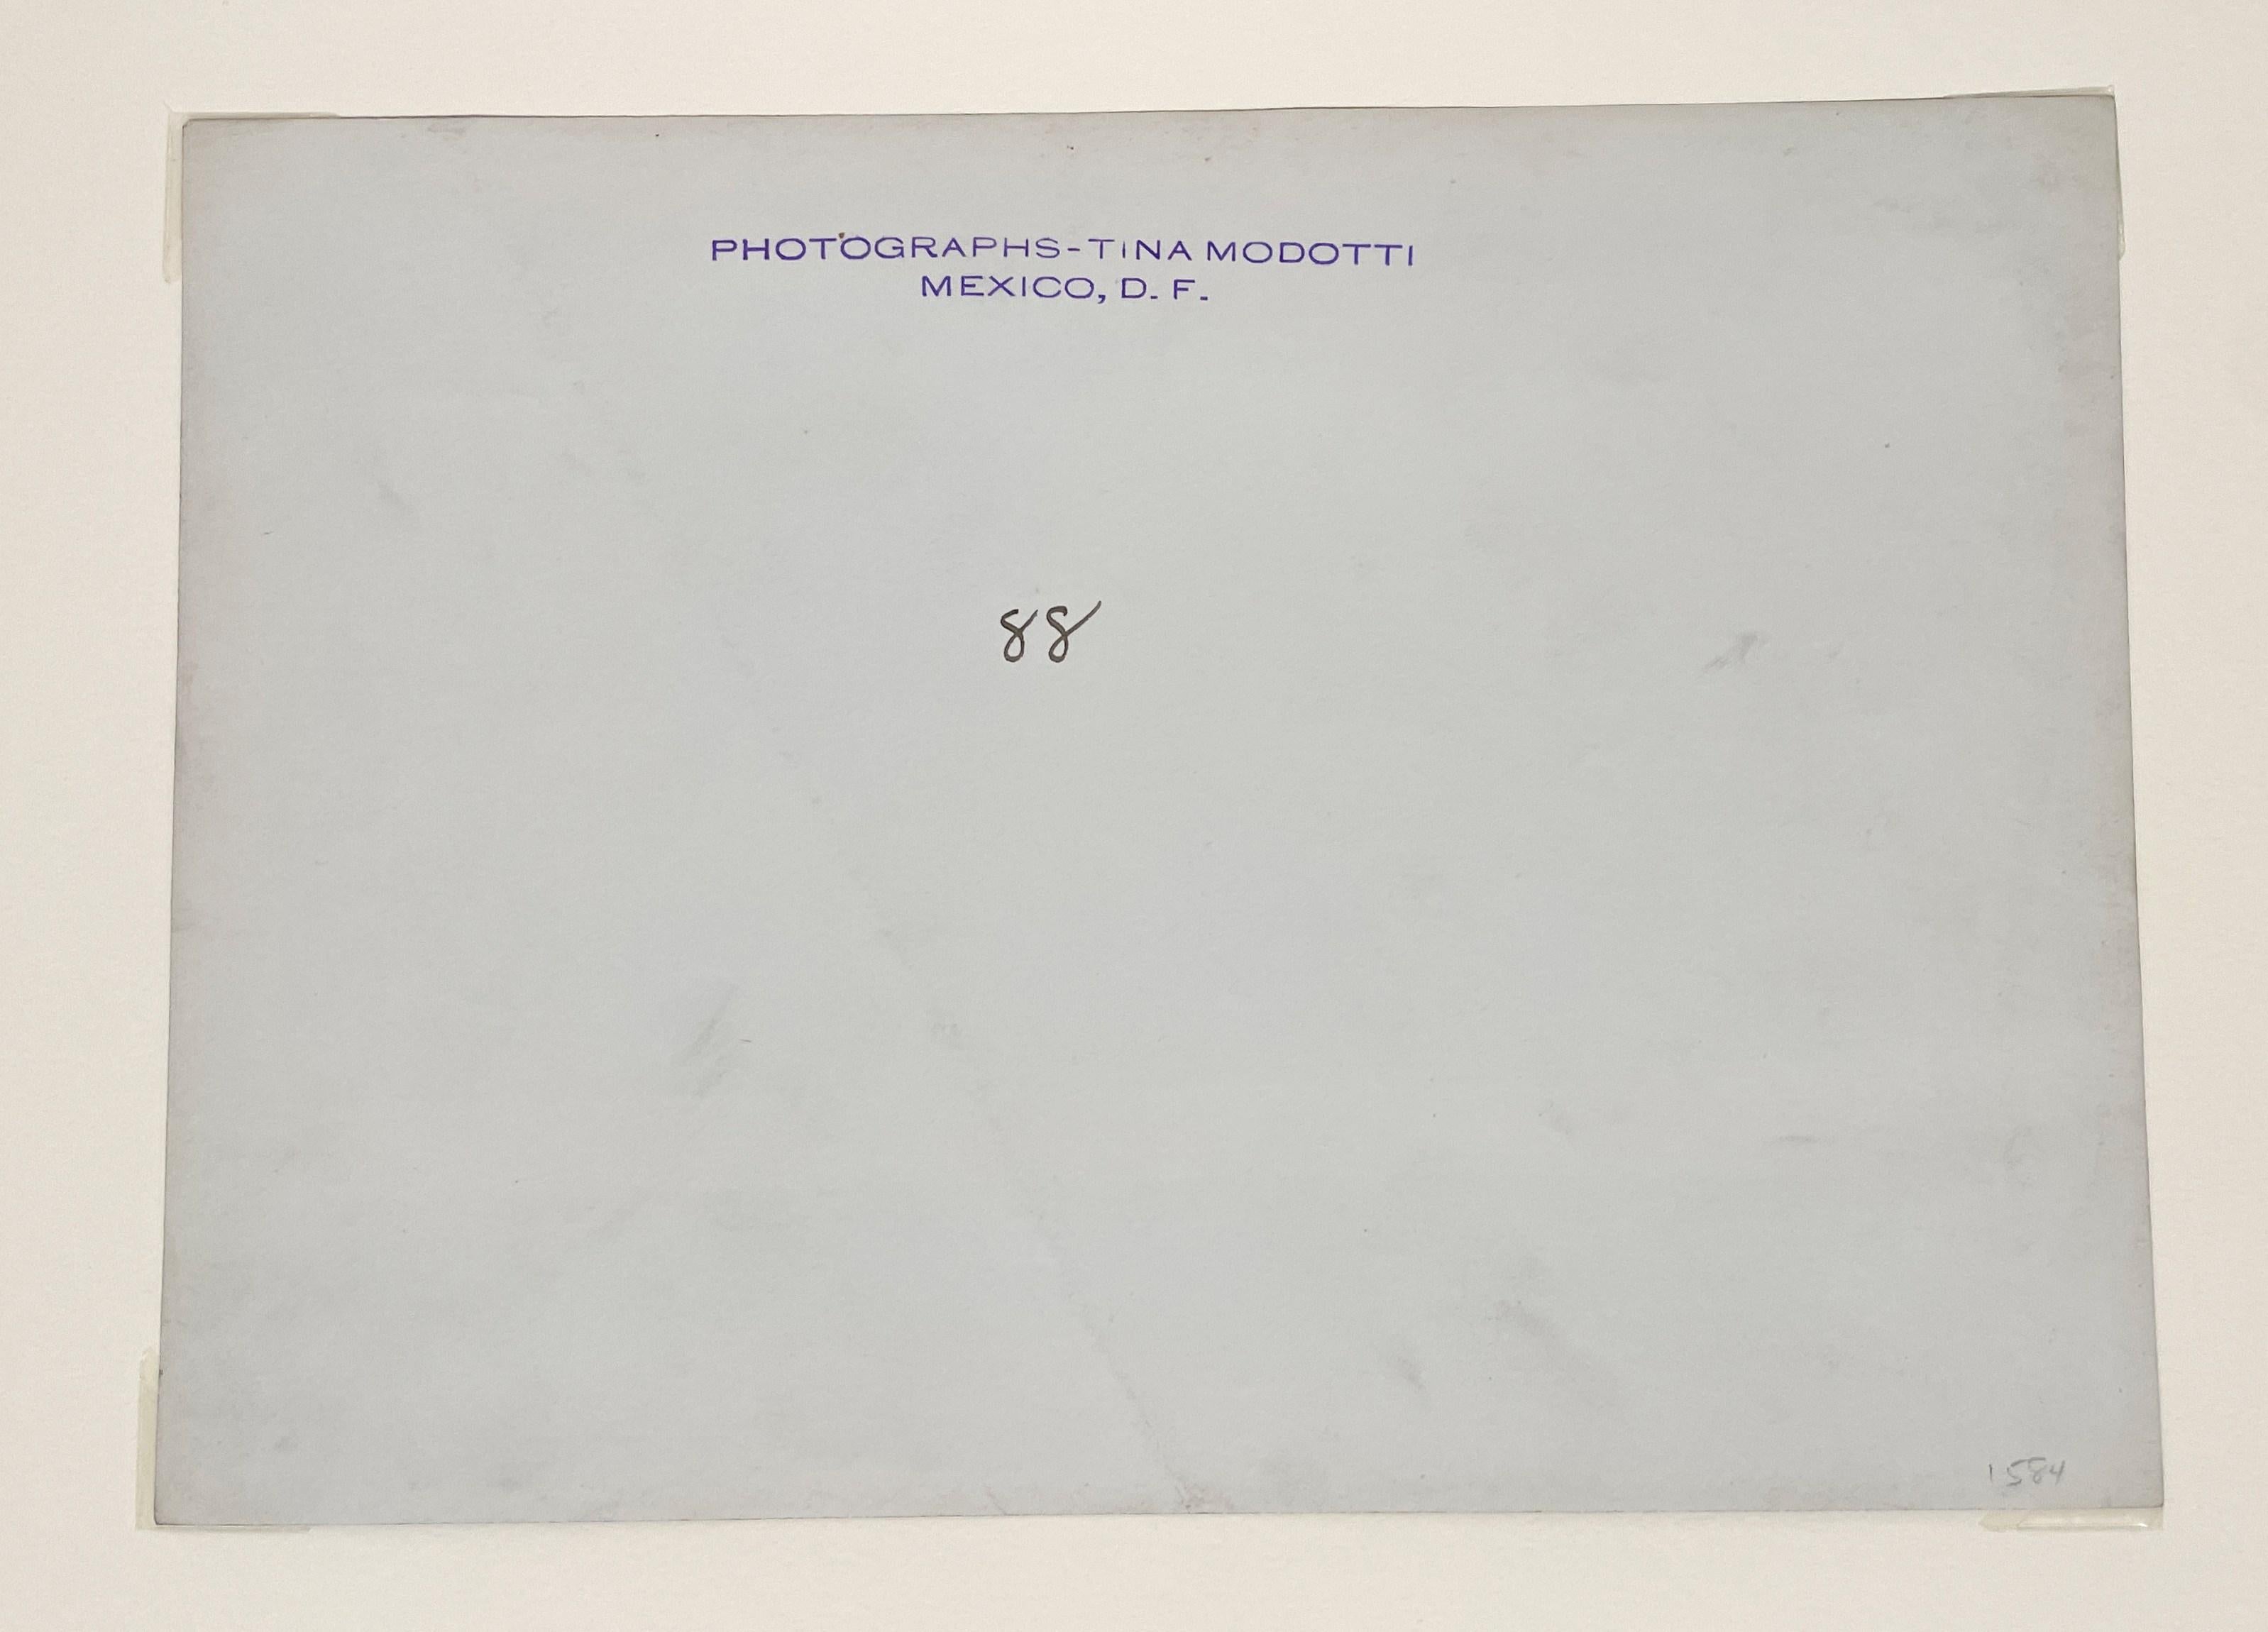 PHOTOGRAPHS-TINA MODOTTI
MEXICO, D. F.
88
1584